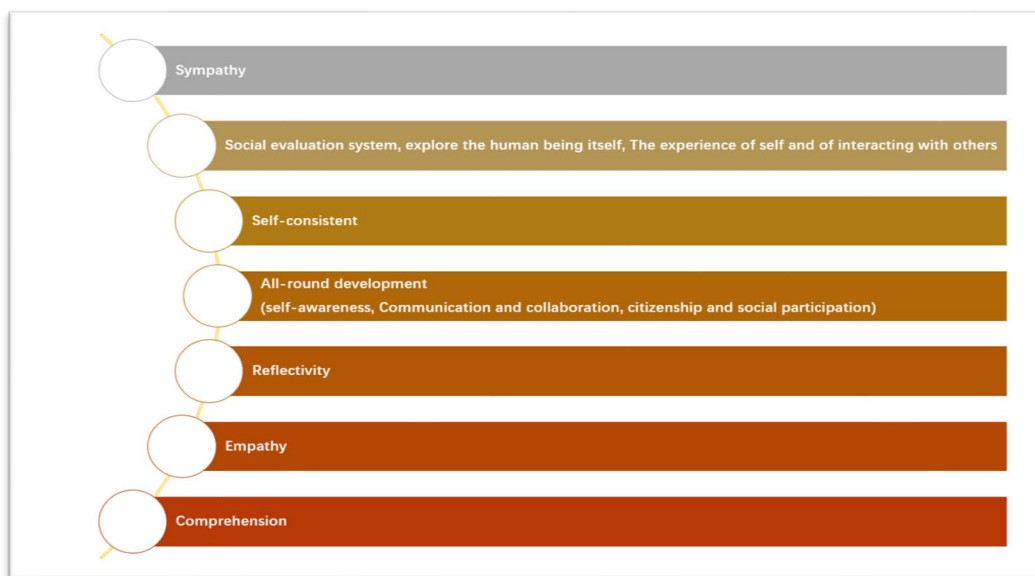 Sympathy
Social evaluation system, explore the human being itself, The experience of self and of interacting with others
Self-consistent
All-round development
(self-awareness, Communication and collaboration, citizenship and social participation)
Reflectivity
Empathy
Comprehension